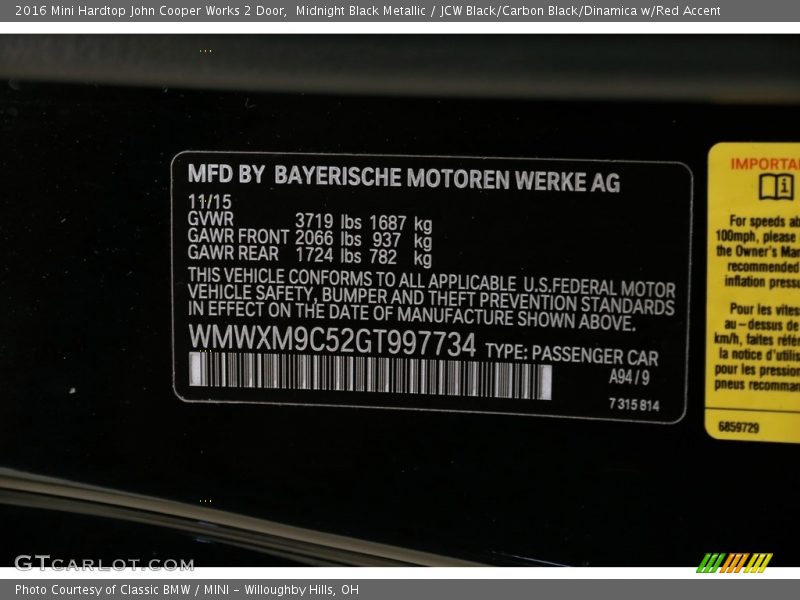 2016 Mini Hardtop John Cooper Works 2 Door,  Midnight Black Metallic / JCW Black/Carbon Black/Dinamica w/Red Accent
MFD BY BAYERISCHE MOTOREN WERKE AG
11/15
GVWR 3719 lbs 1687 kg
GAWR FRONT 2066 lbs 937 kg
GAWR REAR 1724 lbs 782 kg
THIS VEHICLE CONFORMS TO ALL APPLICABLE U.S.FEDERAL MOTOR
VEHICLE SAFETY, BUMPER AND THEFT PREVENTION STANDARDS
IN EFFECT ON THE DATE OF MANUFACTURE SHOWN ABOVE.
WMWXM9C52GT997734 TYPE: PASSENGER CAR
A94 / 9
7 315 814
IMPORTA
i
For speeds ab
100mph, please
the Owner's Man
recommended
inflation press
Pour les vites
au-dessus de
km/h, faites réfé
la notice d'utilis
pour les pression
pneus recomman
6859729
GTCARLOT.COM
Photo Courtesy of Classic BMW / MINI - Willoughby Hills, OH